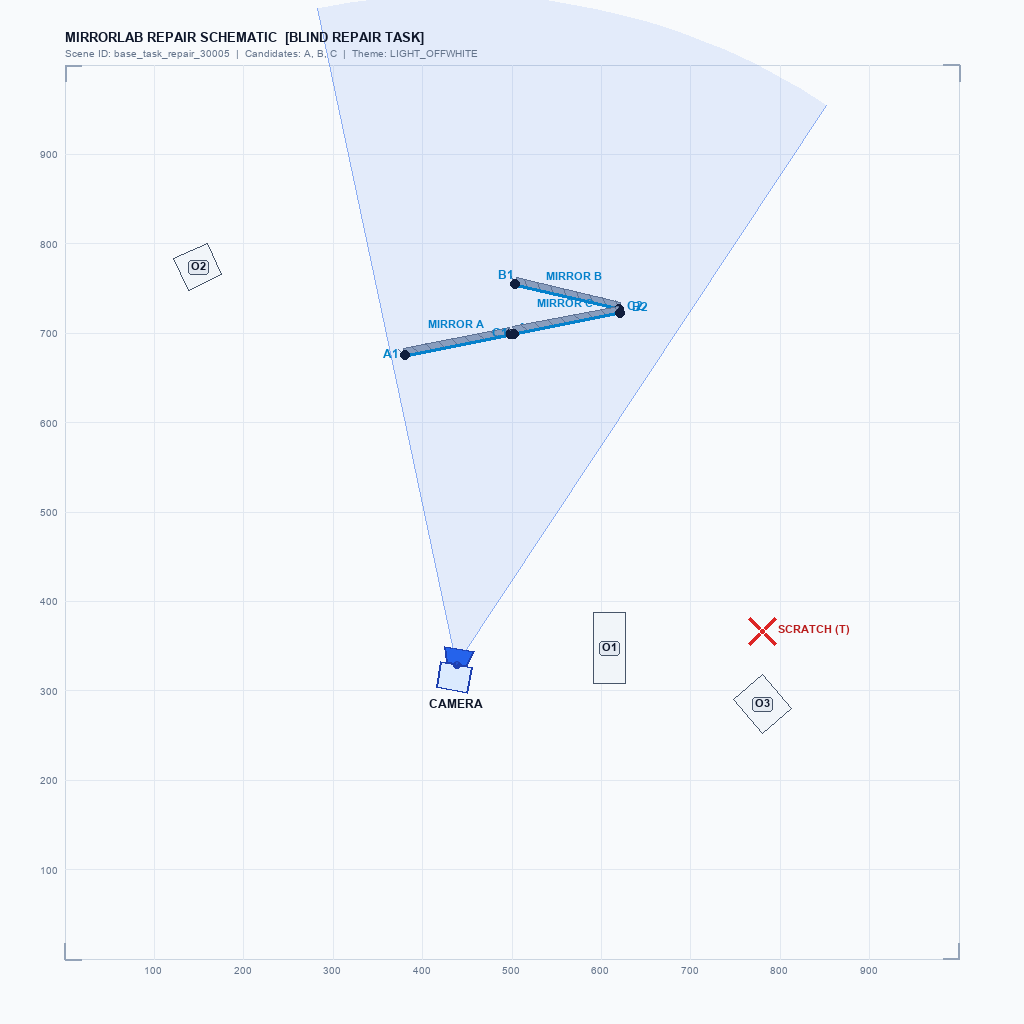 MIRRORLAB REPAIR SCHEMATIC [BLIND REPAIR TASK]
Scene ID: base_task_repair_30005 | Candidates: A, B, C | Theme: LIGHT_OFFWHITE
900
800
700
600
500
400
300
200
100
O2
B1
MIRROR B
MIRROR C
C2
B2
MIRROR A
C1
A1
O1
SCRATCH (T)
O3
CAMERA
100
200
300
400
500
600
700
800
900